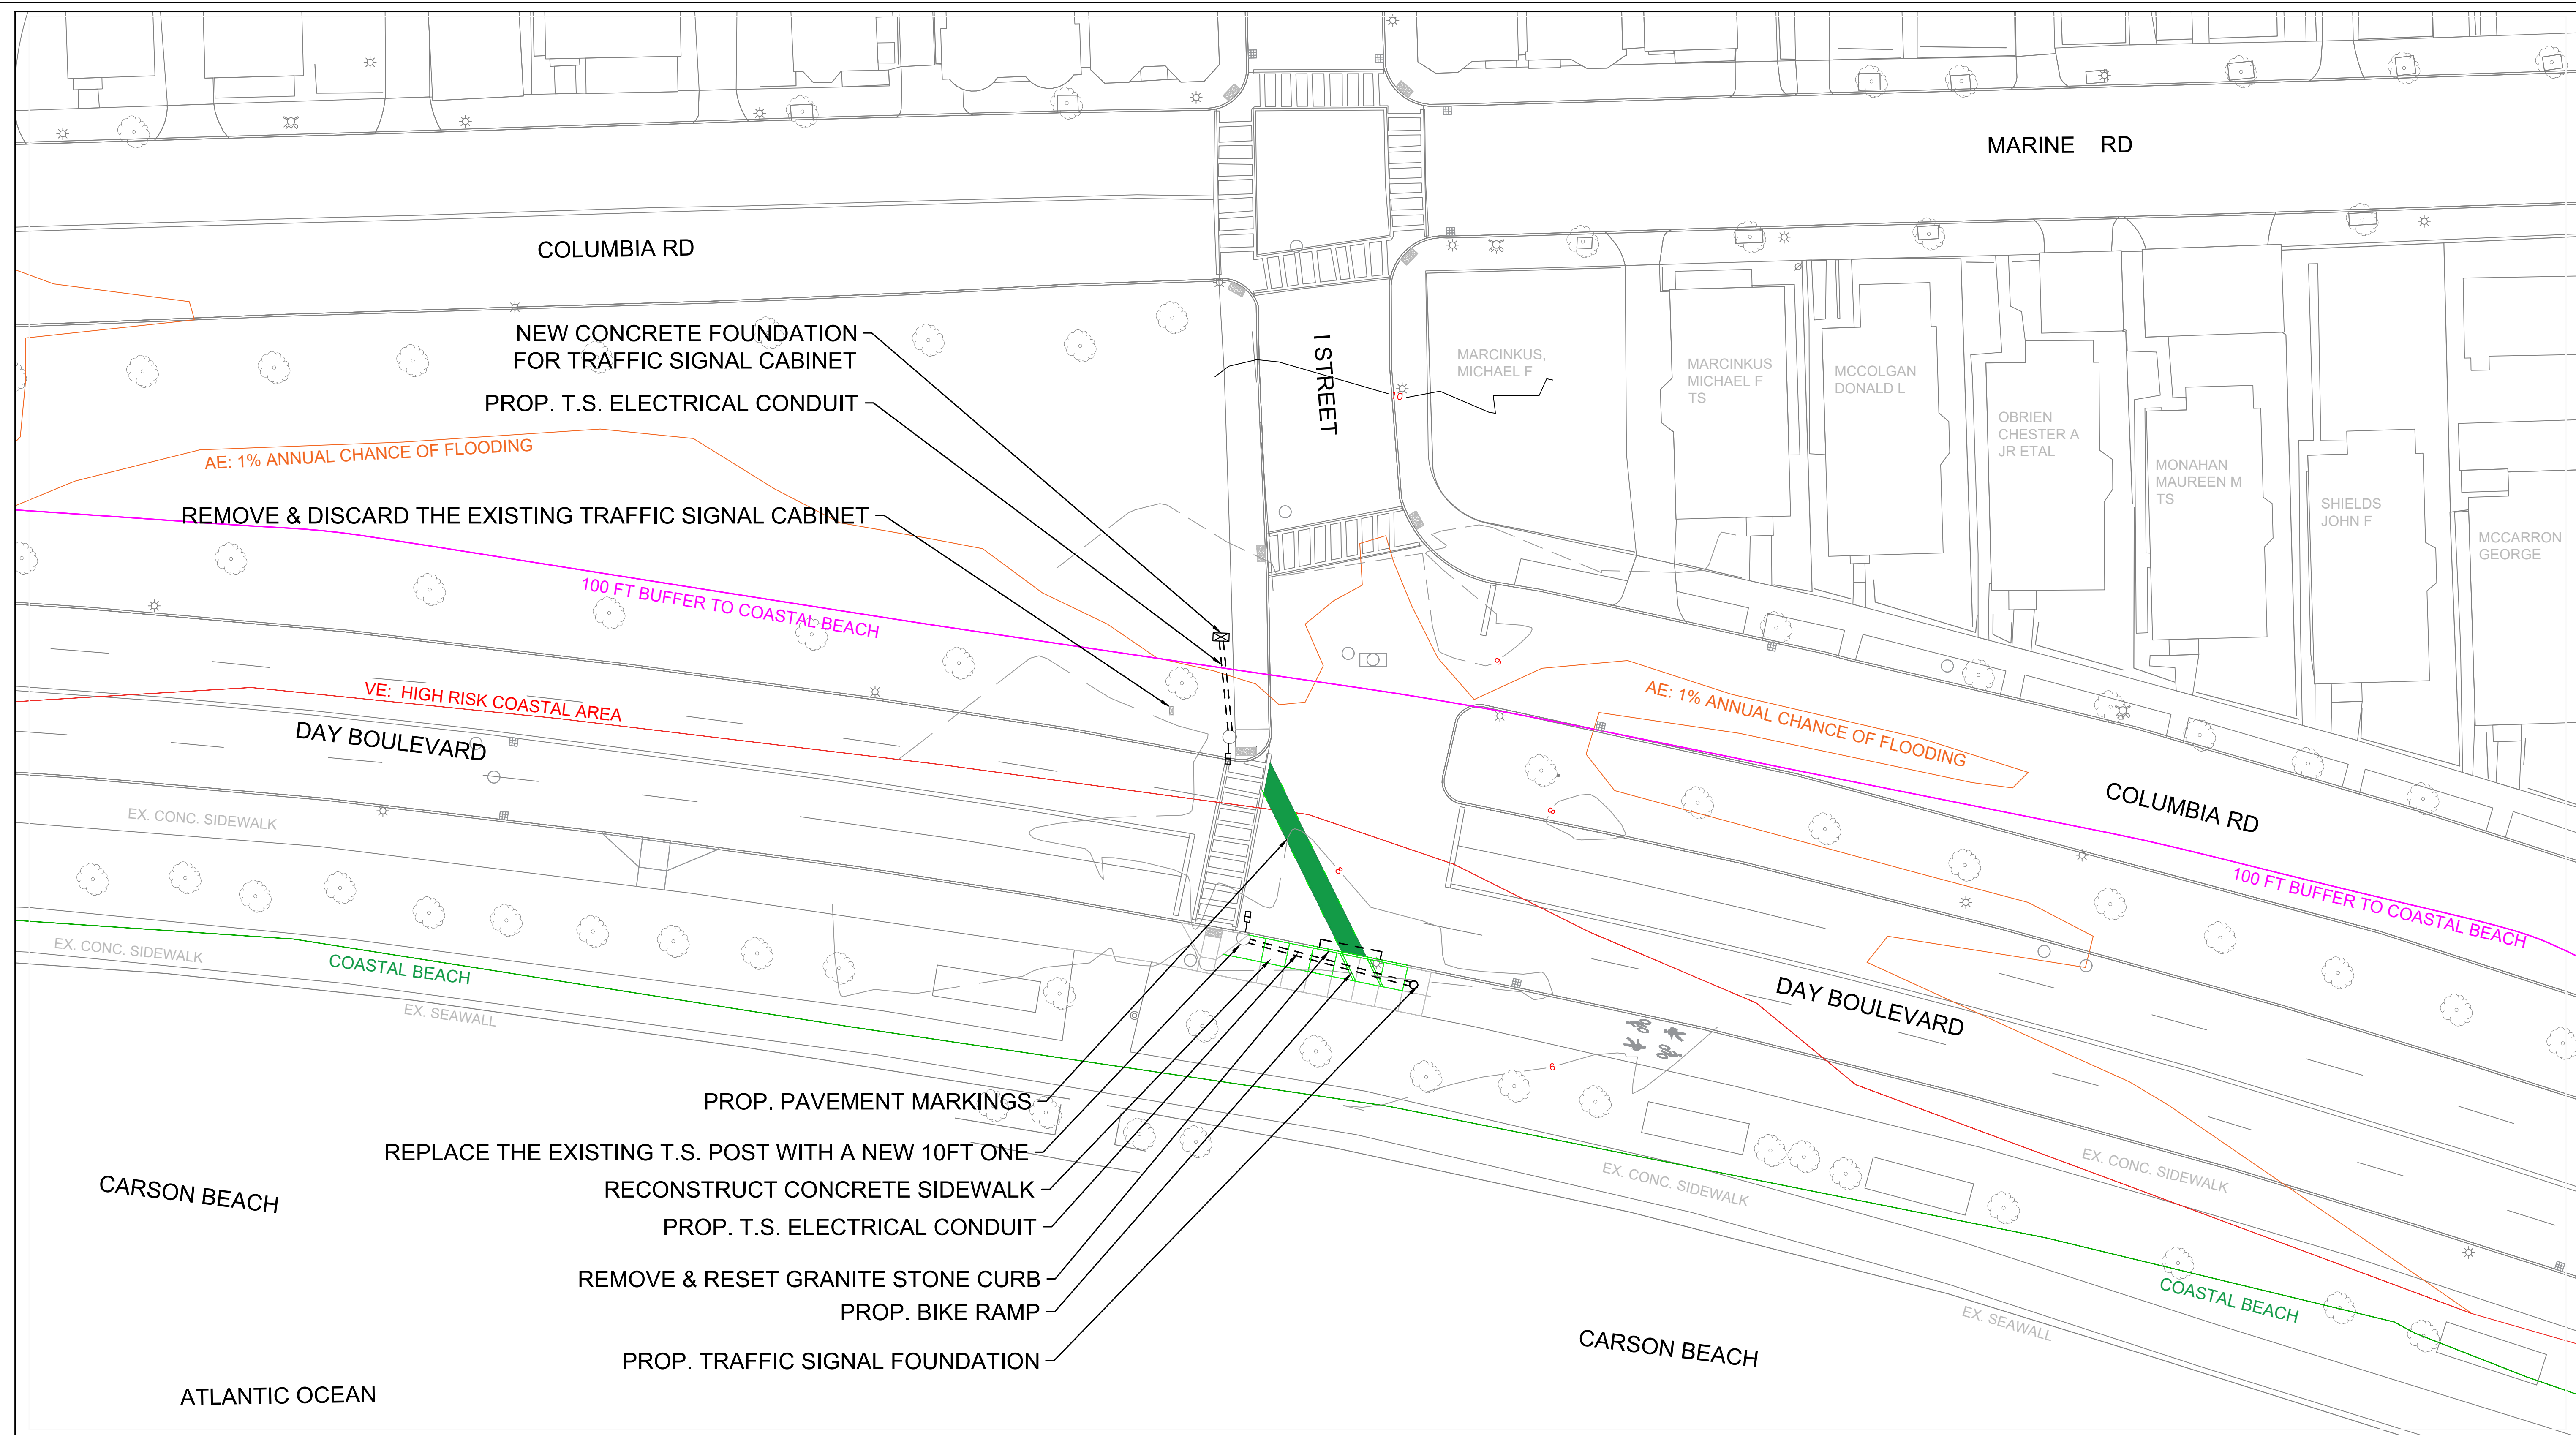 MARINE RD
COLUMBIA RD
NEW CONCRETE FOUNDATION
FOR TRAFFIC SIGNAL CABINET
I STREET
MARCINKUS,
MICHAEL F
MARCINKUS
MICHAEL F
TS
MCCOLGAN
DONALD L
10
PROP. T.S. ELECTRICAL CONDUIT
OBRIEN
CHESTER A
JR ETAL
AE: 1% ANNUAL CHANCE OF FLOODING
MONAHAN
MAUREEN M
TS
SHIELDS
JOHN F
REMOVE & DISCARD THE EXISTING TRAFFIC SIGNAL CABINET
MCCARRON
GEORGE
100 FT BUFFER TO COASTAL BEACH
9
VE: HIGH RISK COASTAL AREA
AE: 1% ANNUAL CHANCE OF FLOODING
DAY BOULEVARD
COLUMBIA RD
8
EX. CONC. SIDEWALK
8
100 FT BUFFER TO COASTAL BEACH
EX. CONC. SIDEWALK
COASTAL BEACH
DAY BOULEVARD
EX. SEAWALL
6
PROP. PAVEMENT MARKINGS
REPLACE THE EXISTING T.S. POST WITH A NEW 10FT ONE
EX. CONC. SIDEWALK
EX. CONC. SIDEWALK
CARSON BEACH
RECONSTRUCT CONCRETE SIDEWALK
PROP. T.S. ELECTRICAL CONDUIT
REMOVE & RESET GRANITE STONE CURB
COASTAL BEACH
PROP. BIKE RAMP
EX. SEAWALL
CARSON BEACH
PROP. TRAFFIC SIGNAL FOUNDATION
ATLANTIC OCEAN